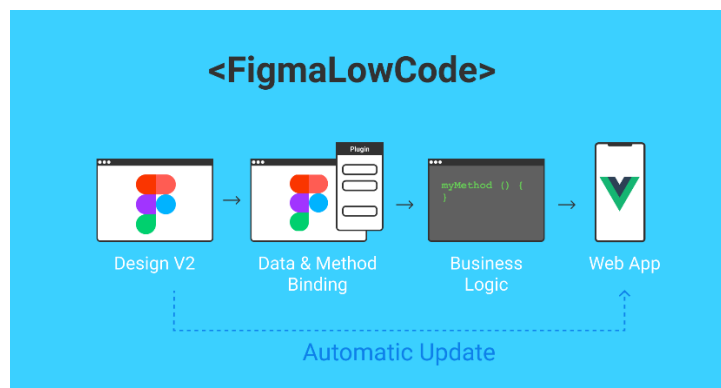 <FigmaLowCode>
Plugin
myMethod () {
}
Design V2
Data & Method
Binding
Business
Logic
Web App
Automatic Update